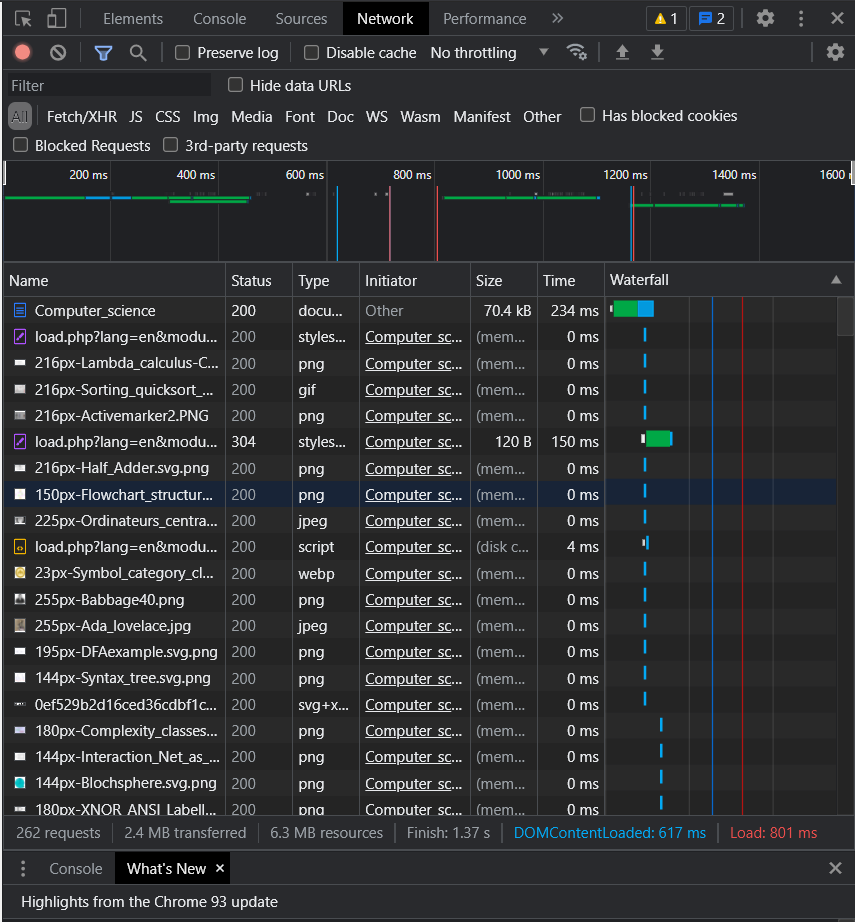 Elements Console Sources Network Performance 1 2
Preserve log Disable cache No throttling
Filter Hide data URLs
All Fetch/XHR JS CSS Img Media Font Doc WS Wasm Manifest Other Has blocked cookies
Blocked Requests 3rd-party requests
200 ms 400 ms 600 ms 800 ms 1000 ms 1200 ms 1400 ms 1600
Name Status Type Initiator Size Time Waterfall
Computer_science 200 docu... Other 70.4 kB 234 ms
load.php?lang=en&modu... 200 styles... Computer_sc... (mem... 0 ms
216px-Lambda_calculus-C... 200 png Computer_sc... (mem... 0 ms
216px-Sorting_quicksort_... 200 gif Computer_sc... (mem... 0 ms
216px-Activemarker2.PNG 200 png Computer_sc... (mem... 0 ms
load.php?lang=en&modu... 304 styles... Computer_sc... 120 B 150 ms
216px-Half_Adder.svg.png 200 png Computer_sc... (mem... 0 ms
150px-Flowchart_structur... 200 png Computer_sc... (mem... 0 ms
225px-Ordinateurs_centra... 200 jpeg Computer_sc... (mem... 0 ms
load.php?lang=en&modu... 200 script Computer_sc... (disk c... 4 ms
23px-Symbol_category_cl... 200 webp Computer_sc... (mem... 0 ms
255px-Babbage40.png 200 png Computer_sc... (mem... 0 ms
255px-Ada_lovelace.jpg 200 jpeg Computer_sc... (mem... 0 ms
195px-DFAexample.svg.png 200 png Computer_sc... (mem... 0 ms
144px-Syntax_tree.svg.png 200 png Computer_sc... (mem... 0 ms
0ef529b2d16ced36cdbf1c... 200 svg+x... Computer_sc... (mem... 0 ms
180px-Complexity_classes... 200 png Computer_sc... (mem... 0 ms
144px-Interaction_Net_as_... 200 png Computer_sc... (mem... 0 ms
144px-Blochsphere.svg.png 200 png Computer_sc... (mem... 0 ms
180px-XNOR_ANSI_Labell... 200 png Computer_sc... (mem... 0 ms
262 requests 2.4 MB transferred 6.3 MB resources Finish: 1.37 s DOMContentLoaded: 617 ms Load: 801 ms
Console What's New
Highlights from the Chrome 93 update